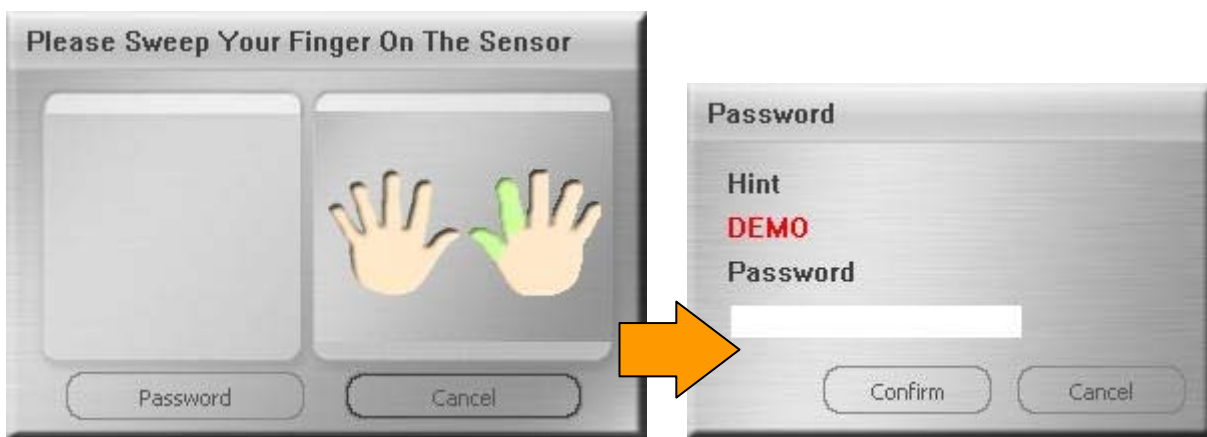 Please Sweep Your Finger On The Sensor
Password Cancel
Password
Hint
DEMO
Password
Confirm Cancel